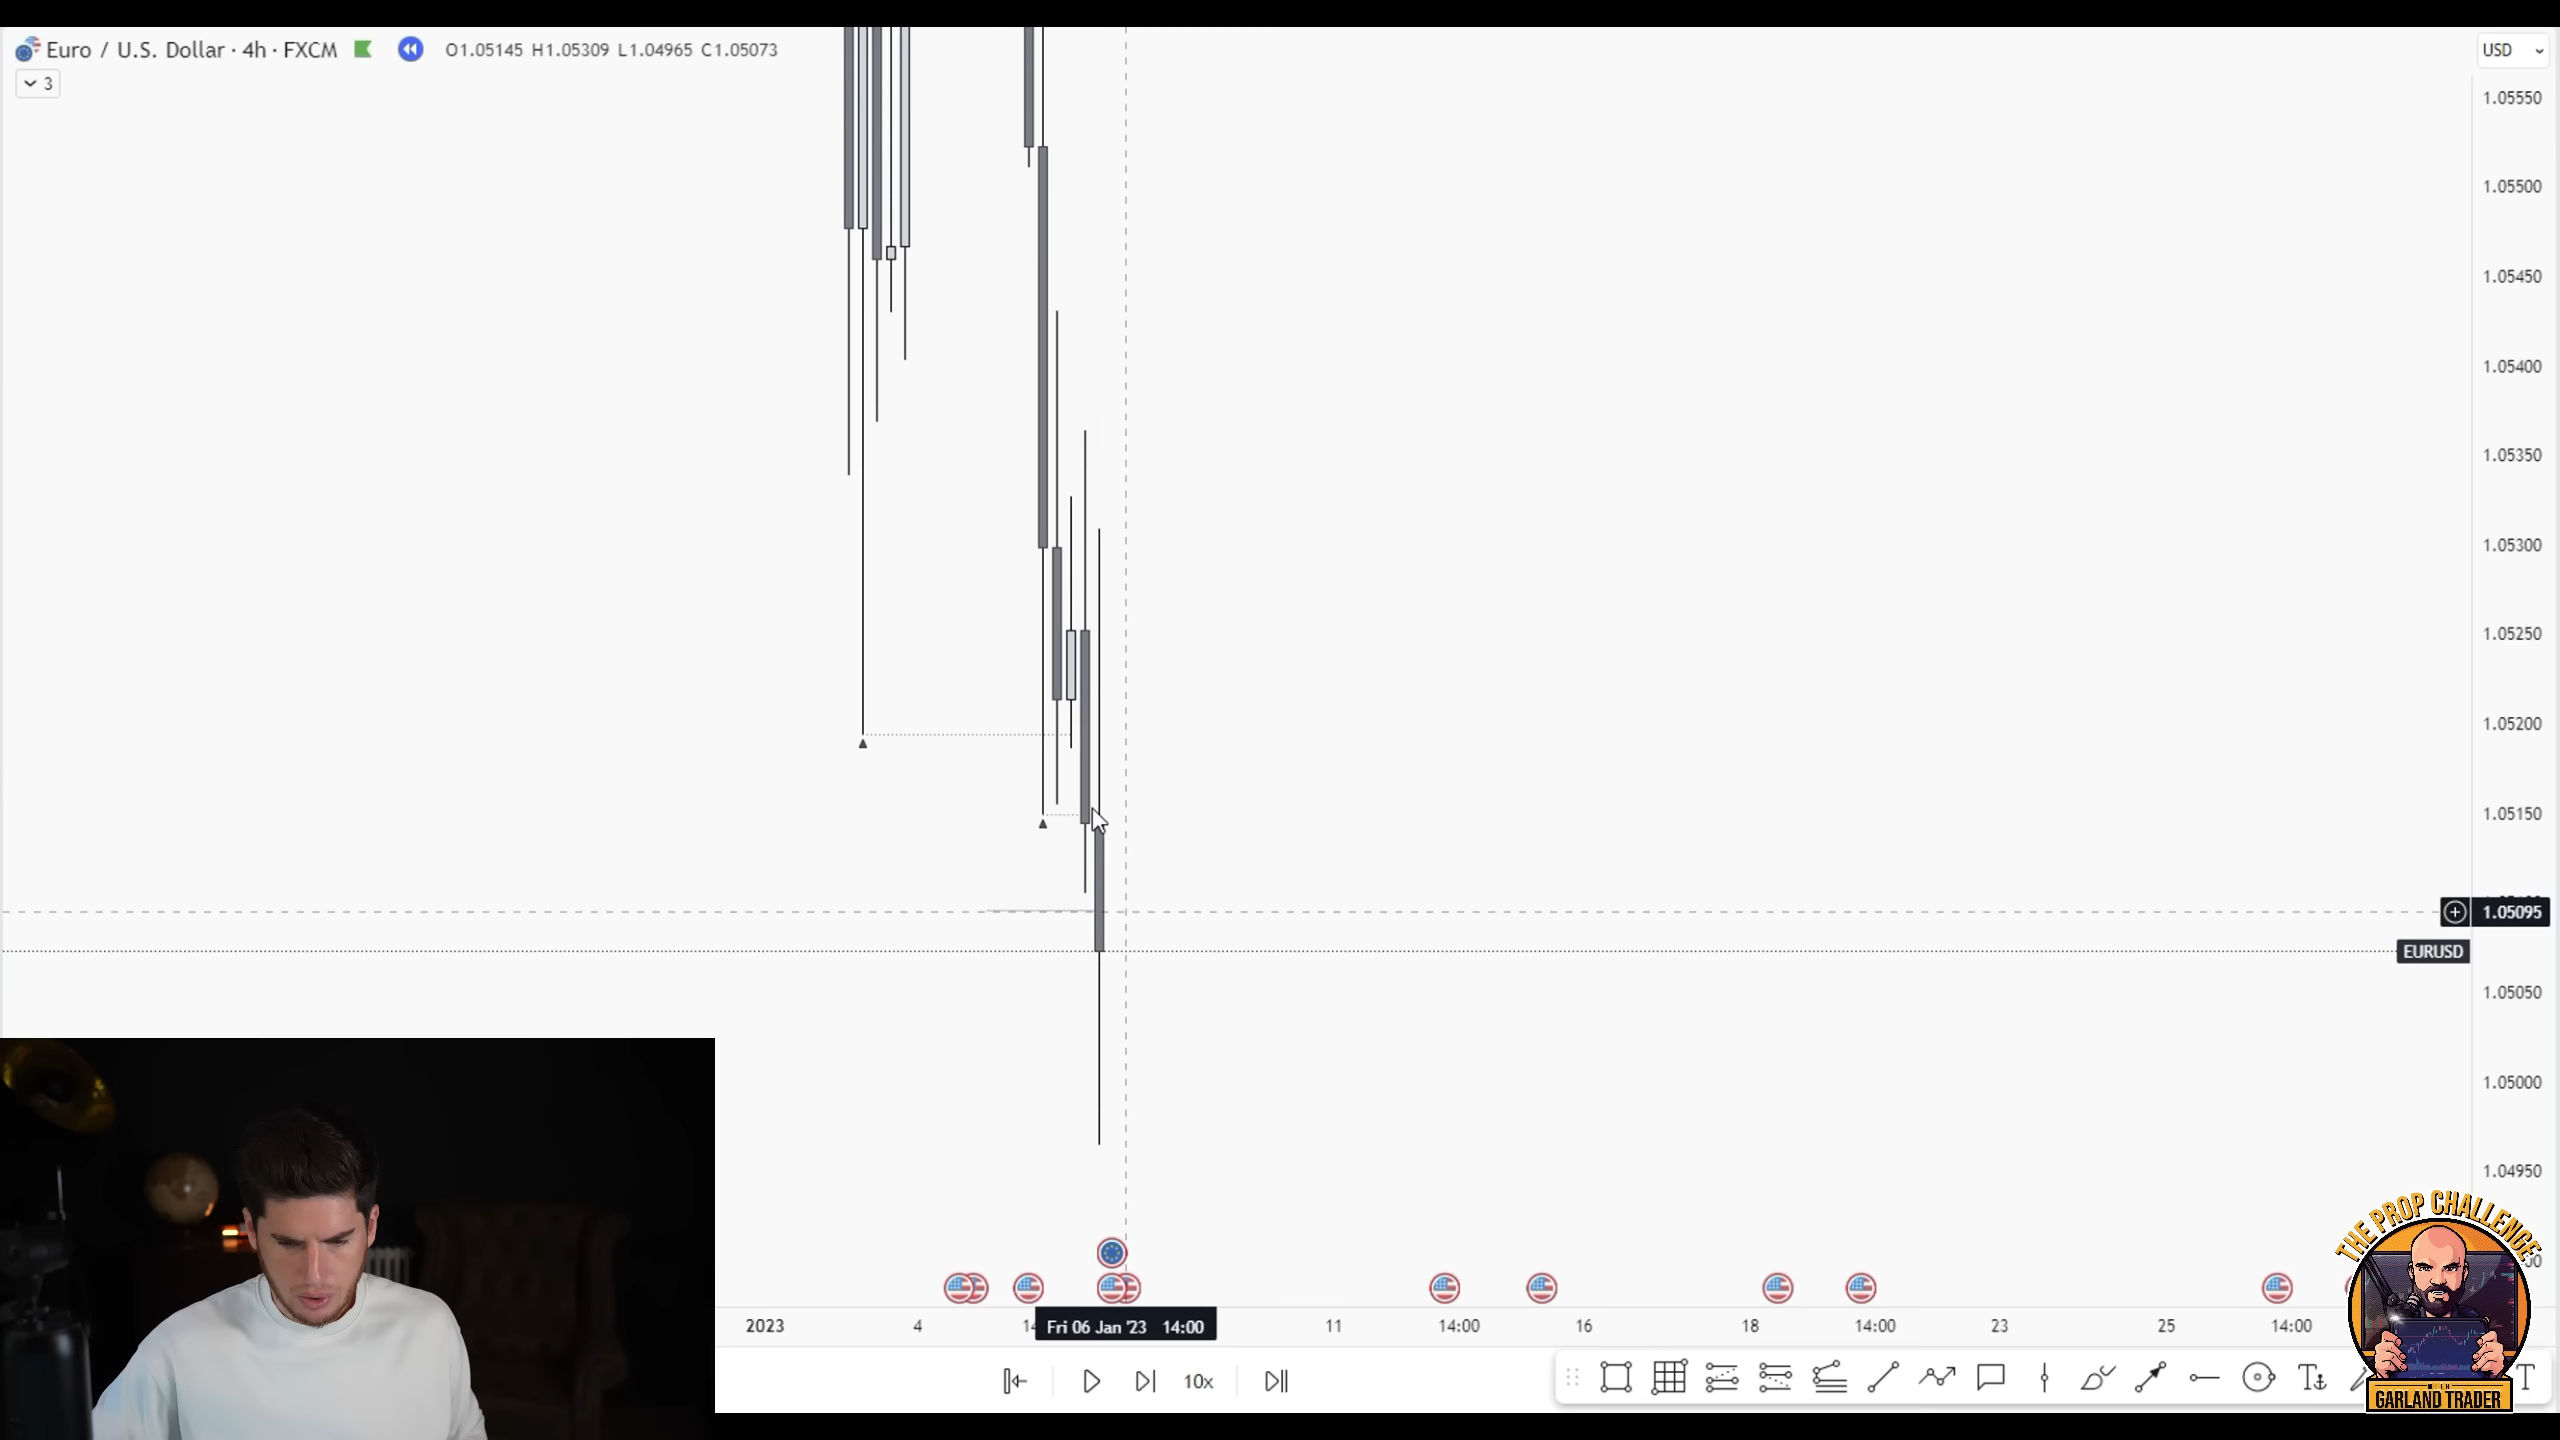 Euro / U.S. Dollar · 4h · FXCM
O1.05145 H1.05309 L1.04965 C1.05073
USD
3
1.05550
1.05500
1.05450
1.05400
1.05350
1.05300
1.05250
1.05200
1.05150
1.05095
EURUSD
1.05050
1.05000
1.04950
2023
4
Fri 06 Jan '23 14:00
11
14:00
16
18
14:00
23
25
14:00
10x
THE PROP CHALLENGE
WITH
GARLAND TRADER